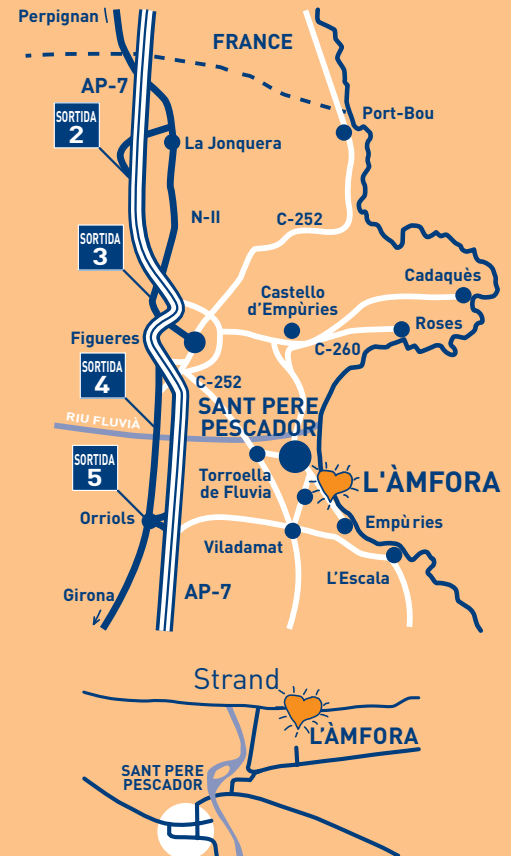 Perpignan
FRANCE
AP-7
SORTIDA
2
Port-Bou
La Jonquera
N-II
C-252
SORTIDA
3
Cadaquès
Castello
d'Empùries
Roses
Figueres
C-260
SORTIDA
4
C-252
SANT PERE
PESCADOR
RIU FLUVIÀ
SORTIDA
5
Torroella
de Fluvia
L'ÀMFORA
Orriols
Empùries
Viladamat
L'Escala
Girona
AP-7
Strand
L'ÀMFORA
SANT PERE
PESCADOR